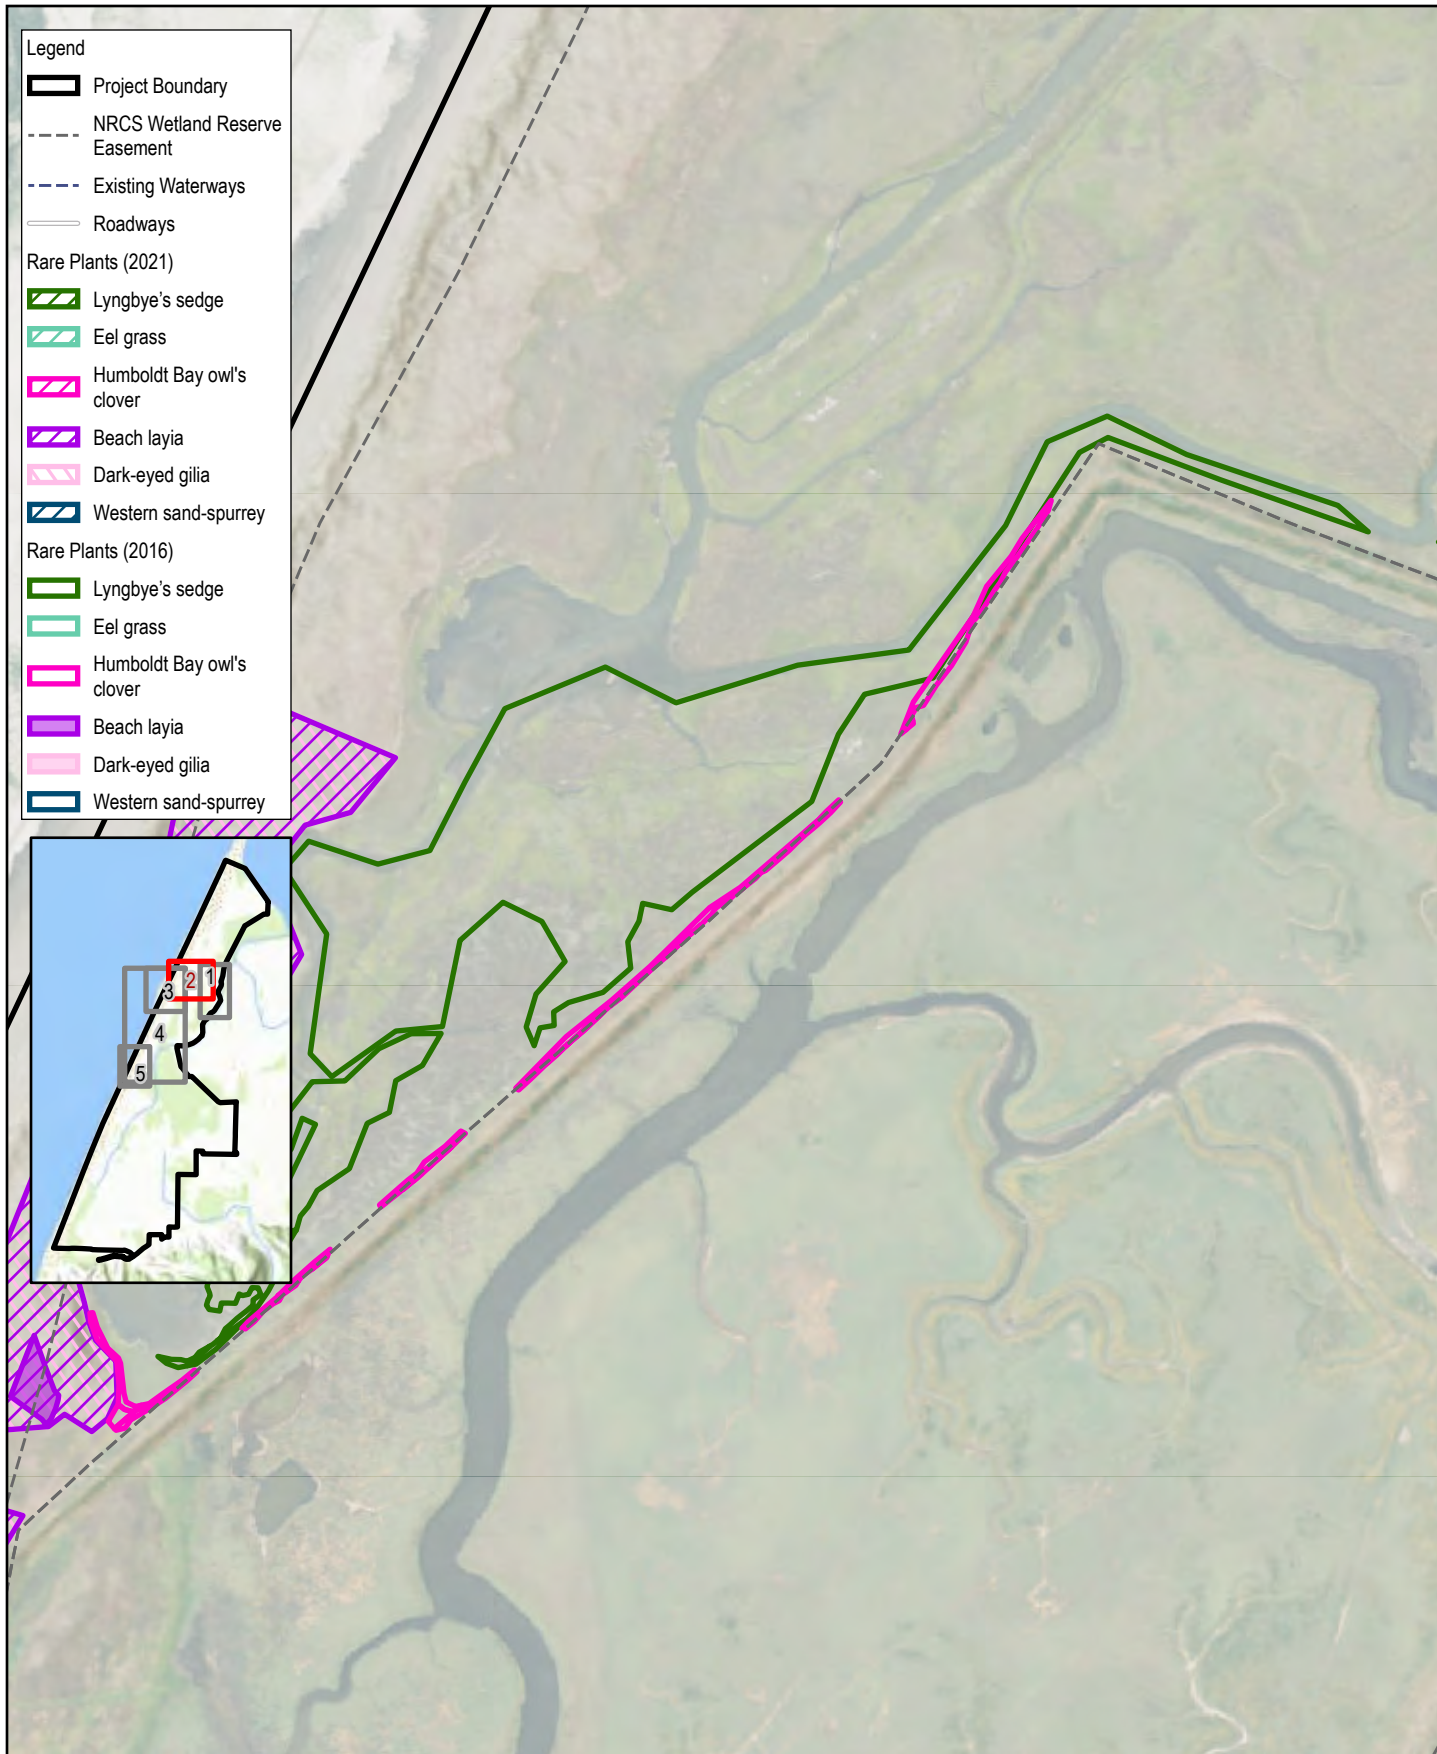 Legend
Project Boundary
NRCS Wetland Reserve
Easement
Existing Waterways
Roadways
Rare Plants (2021)
Lyngbye's sedge
Eel grass
Humboldt Bay owl's
clover
Beach layia
Dark-eyed gilia
Western sand-spurrey
Rare Plants (2016)
Lyngbye's sedge
Eel grass
Humboldt Bay owl's
clover
Beach layia
Dark-eyed gilia
Western sand-spurrey
1
2
3
4
5